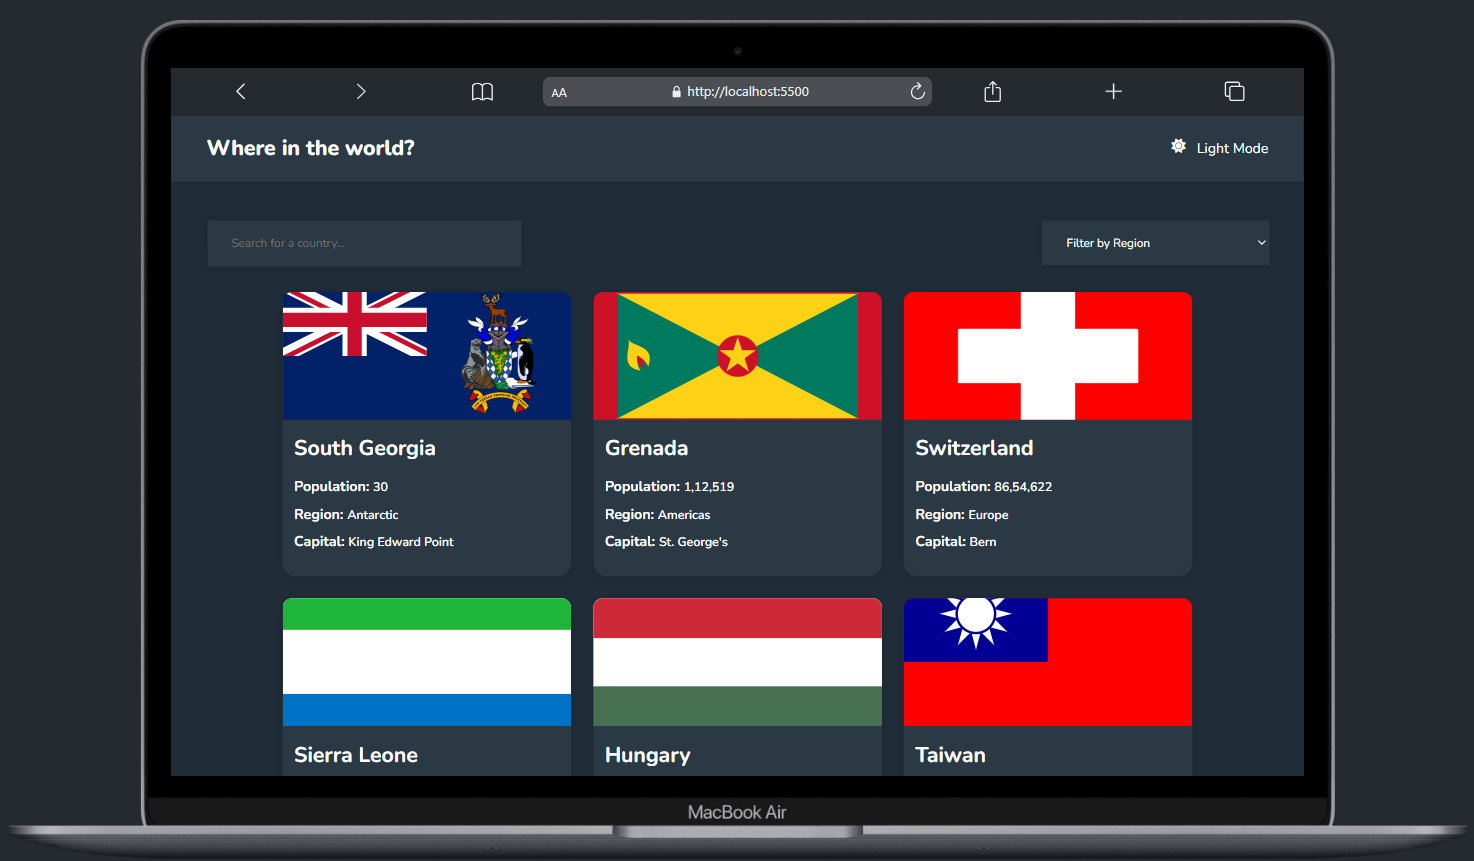 AA http://localhost:5500
Where in the world?
Light Mode
Search for a country...
Filter by Region
South Georgia
Population: 30
Region: Antarctic
Capital: King Edward Point
Grenada
Population: 1,12,519
Region: Americas
Capital: St. George's
Switzerland
Population: 86,54,622
Region: Europe
Capital: Bern
Sierra Leone
Hungary
Taiwan
MacBook Air